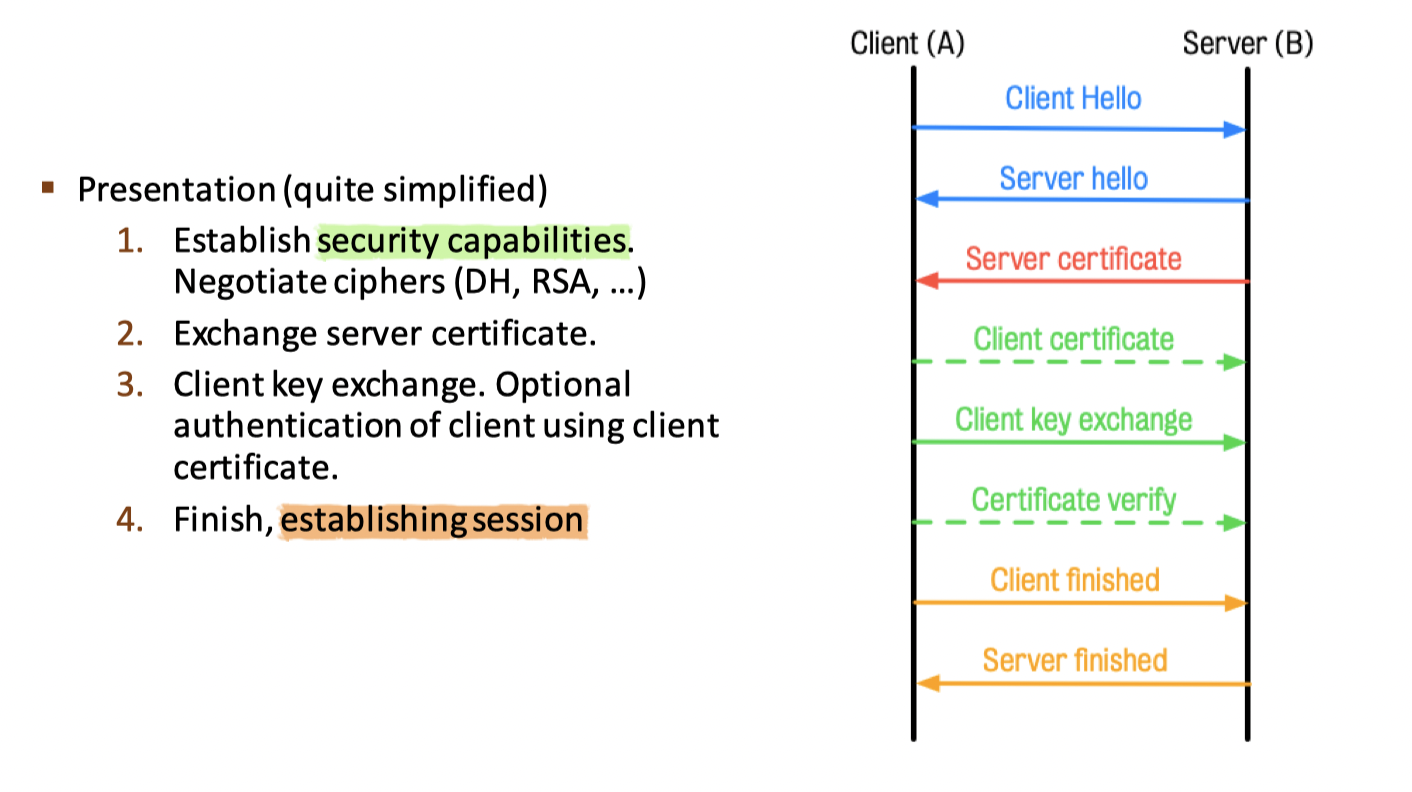 ▪ Presentation (quite simplified)
1. Establish security capabilities.
Negotiate ciphers (DH, RSA, ...)
2. Exchange server certificate.
3. Client key exchange. Optional
authentication of client using client
certificate.
4. Finish, establishing session
Client (A)
Server (B)
Client Hello
Server hello
Server certificate
Client certificate
Client key exchange
Certificate verify
Client finished
Server finished